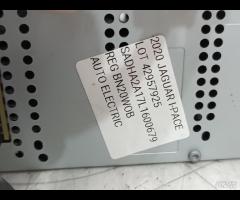 2020 JAGUAR I-PACE
LOT 42957925
SADHA2A17L1600679
REG BN20WOB
AUTO ELECTRIC